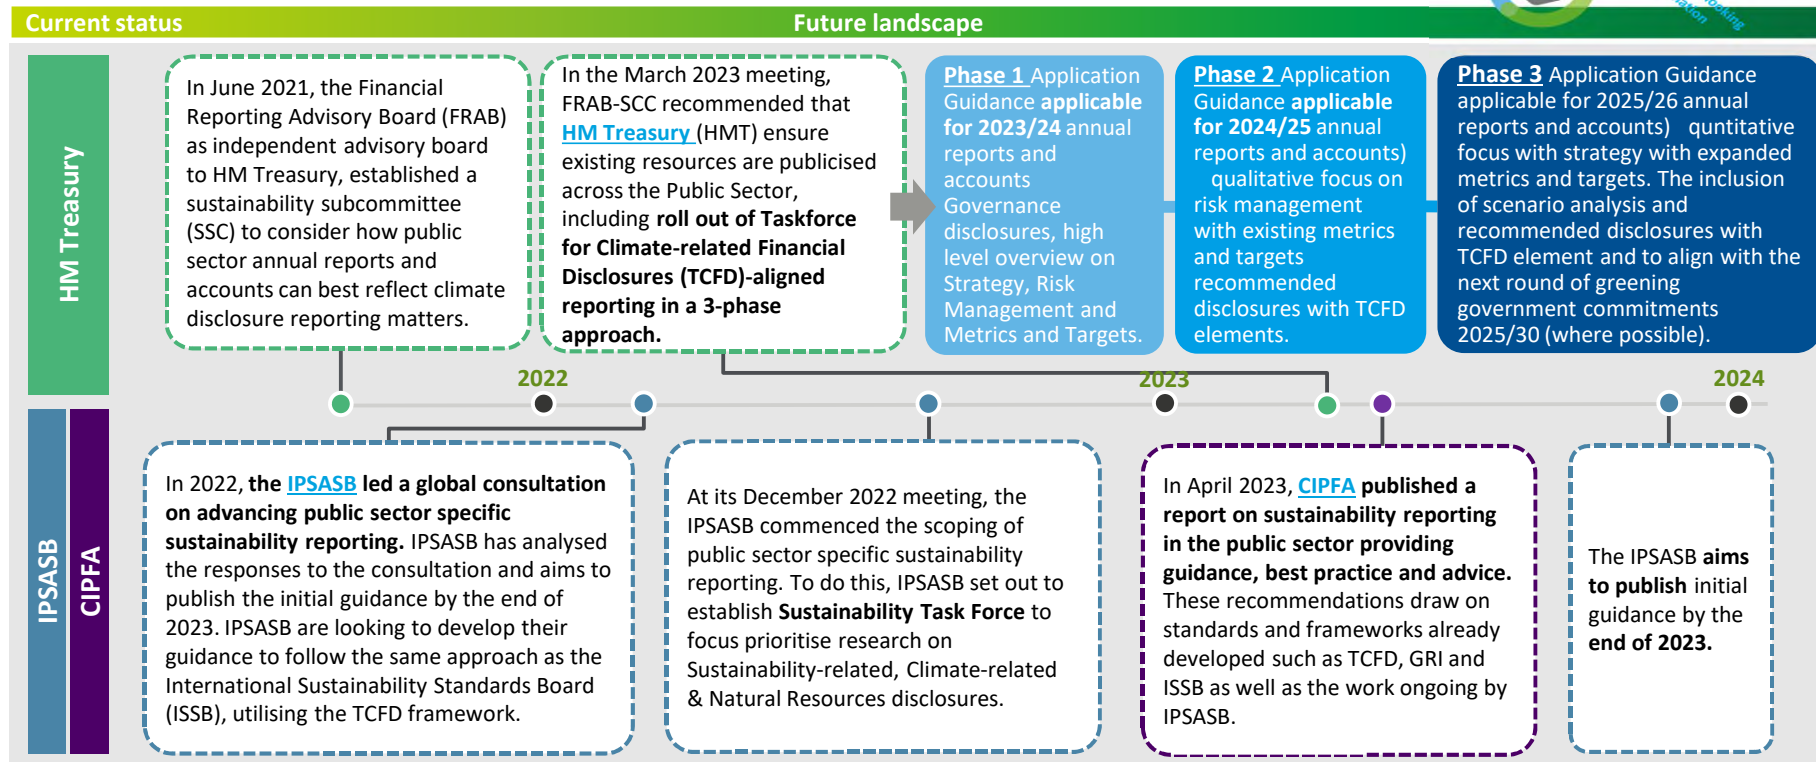 Current status
Future landscape
ooking
nation
HM Treasury
In June 2021, the Financial
Reporting Advisory Board (FRAB)
as independent advisory board
to HM Treasury, established a
sustainability subcommittee
(SSC) to consider how public
sector annual reports and
accounts can best reflect climate
disclosure reporting matters.
In the March 2023 meeting,
FRAB-SCC recommended that
HM Treasury (HMT) ensure
existing resources are publicised
across the Public Sector,
including roll out of Taskforce
for Climate-related Financial
Disclosures (TCFD)-aligned
reporting in a 3-phase
approach.
Phase 1 Application
Guidance applicable
for 2023/24 annual
reports and
accounts
Governance
disclosures, high
level overview on
Strategy, Risk
Management and
Metrics and Targets.
Phase 2 Application
Guidance applicable
for 2024/25 annual
reports and accounts)
qualitative focus on
risk management
with existing metrics
and targets
recommended
disclosures with TCFD
elements.
Phase 3 Application Guidance
applicable for 2025/26 annual
reports and accounts) quntitative
focus with strategy with expanded
metrics and targets. The inclusion
of scenario analysis and
recommended disclosures with
TCFD element and to align with the
next round of greening
government commitments
2025/30 (where possible).
2022
2023
2024
IPSASB
CIPFA
In 2022, the IPSASB led a global consultation
on advancing public sector specific
sustainability reporting. IPSASB has analysed
the responses to the consultation and aims to
publish the initial guidance by the end of
2023. IPSASB are looking to develop their
guidance to follow the same approach as the
International Sustainability Standards Board
(ISSB), utilising the TCFD framework.
At its December 2022 meeting, the
IPSASB commenced the scoping of
public sector specific sustainability
reporting. To do this, IPSASB set out to
establish Sustainability Task Force to
focus prioritise research on
Sustainability-related, Climate-related
& Natural Resources disclosures.
In April 2023, CIPFA published a
report on sustainability reporting
in the public sector providing
guidance, best practice and advice.
These recommendations draw on
standards and frameworks already
developed such as TCFD, GRI and
ISSB as well as the work ongoing by
IPSASB.
The IPSASB aims
to publish initial
guidance by the
end of 2023.